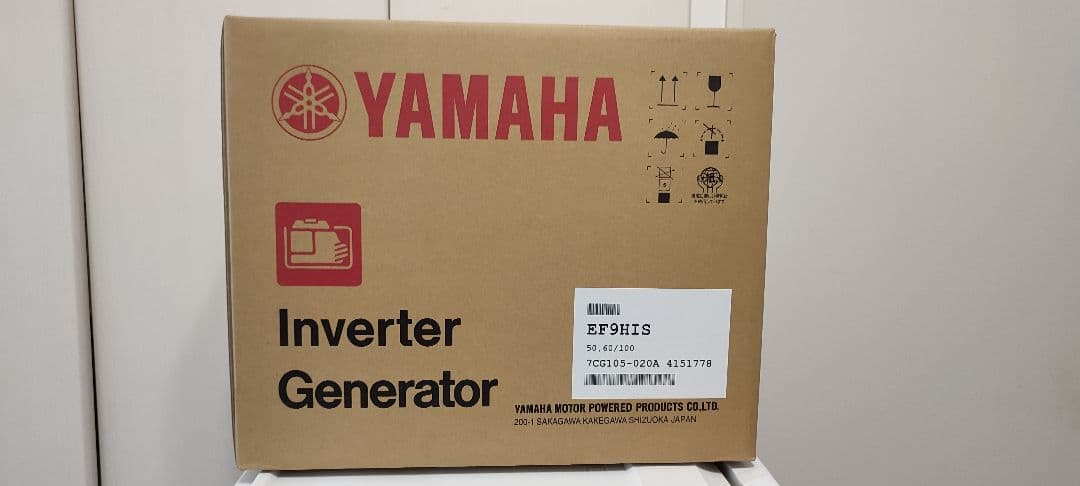 YAMAHA
Inverter
Generator
EF9HIS
50,60/100
7CG105-020A 4151778
YAMAHA MOTOR POWERED PRODUCTS CO.,LTD.
200-1 SAKAGAWA KAKEGAWA SHIZUOKA JAPAN